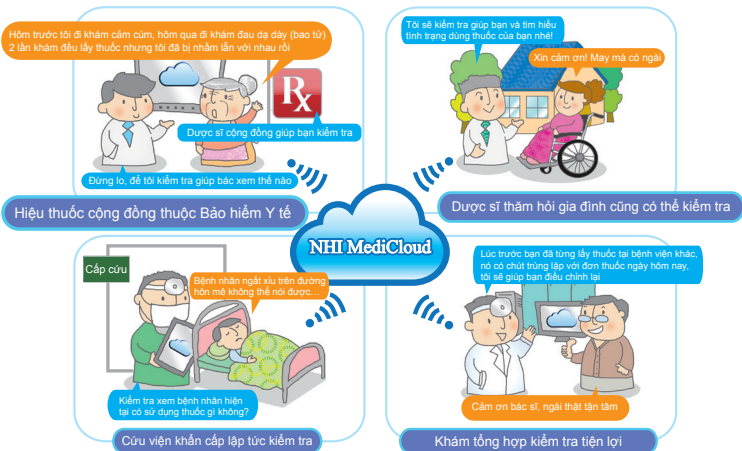 Hôm trước tôi đi khám cảm cúm, hôm qua đi khám đau dạ dày (bao tử)
2 lần khám đều lấy thuốc nhưng tôi đã bị nhầm lẫn với nhau rồi
Rx
Dược sĩ cộng đồng giúp bạn kiểm tra
Đừng lo, để tôi kiểm tra giúp bác xem thế nào
Hiệu thuốc cộng đồng thuộc Bảo hiểm Y tế
Tôi sẽ kiểm tra giúp bạn và tìm hiểu
tình trạng dùng thuốc của bạn nhé!
Xin cảm ơn! May mà có ngài
Dược sĩ thăm hỏi gia đình cũng có thể kiểm tra
NHI MediCloud
Cấp cứu
Bệnh nhân ngất xỉu trên đường
hôn mê không thể nói được...
Kiểm tra xem bệnh nhân hiện
tại có sử dụng thuốc gì không?
Cứu viện khẩn cấp lập tức kiểm tra
Lúc trước bạn đã từng lấy thuốc tại bệnh viện khác,
nó có chút trùng lặp với đơn thuốc ngày hôm nay,
tôi sẽ giúp bạn điều chỉnh lại
Cảm ơn bác sĩ, ngài thật tận tâm
Khám tổng hợp kiểm tra tiện lợi